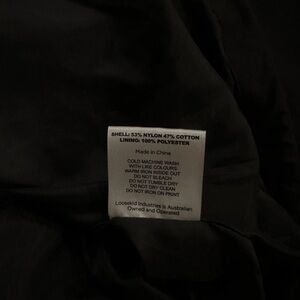 SHELL: 53% NYLON 47% COTTON
LINING: 100% POLYESTER
Made in China
COLD MACHINE WASH
WITH LIKE COLOURS
WARM IRON INSIDE OUT
DO NOT BLEACH
DO NOT TUMBLE DRY
DO NOT DRY CLEAN
DO NOT IRON ON PRINT
Loosekid Industries is Australian
Owned and Operated